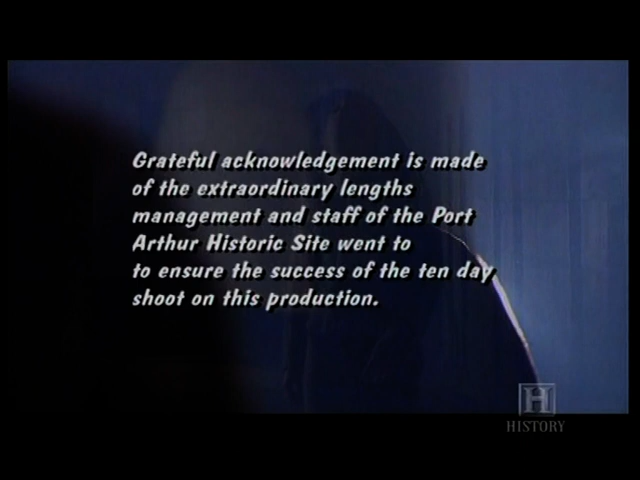 Grateful acknowledgement is made
of the extraordinary lengths
management and staff of the Port
Arthur Historic Site went to
to ensure the success of the ten day
shoot on this production.
H
HISTORY